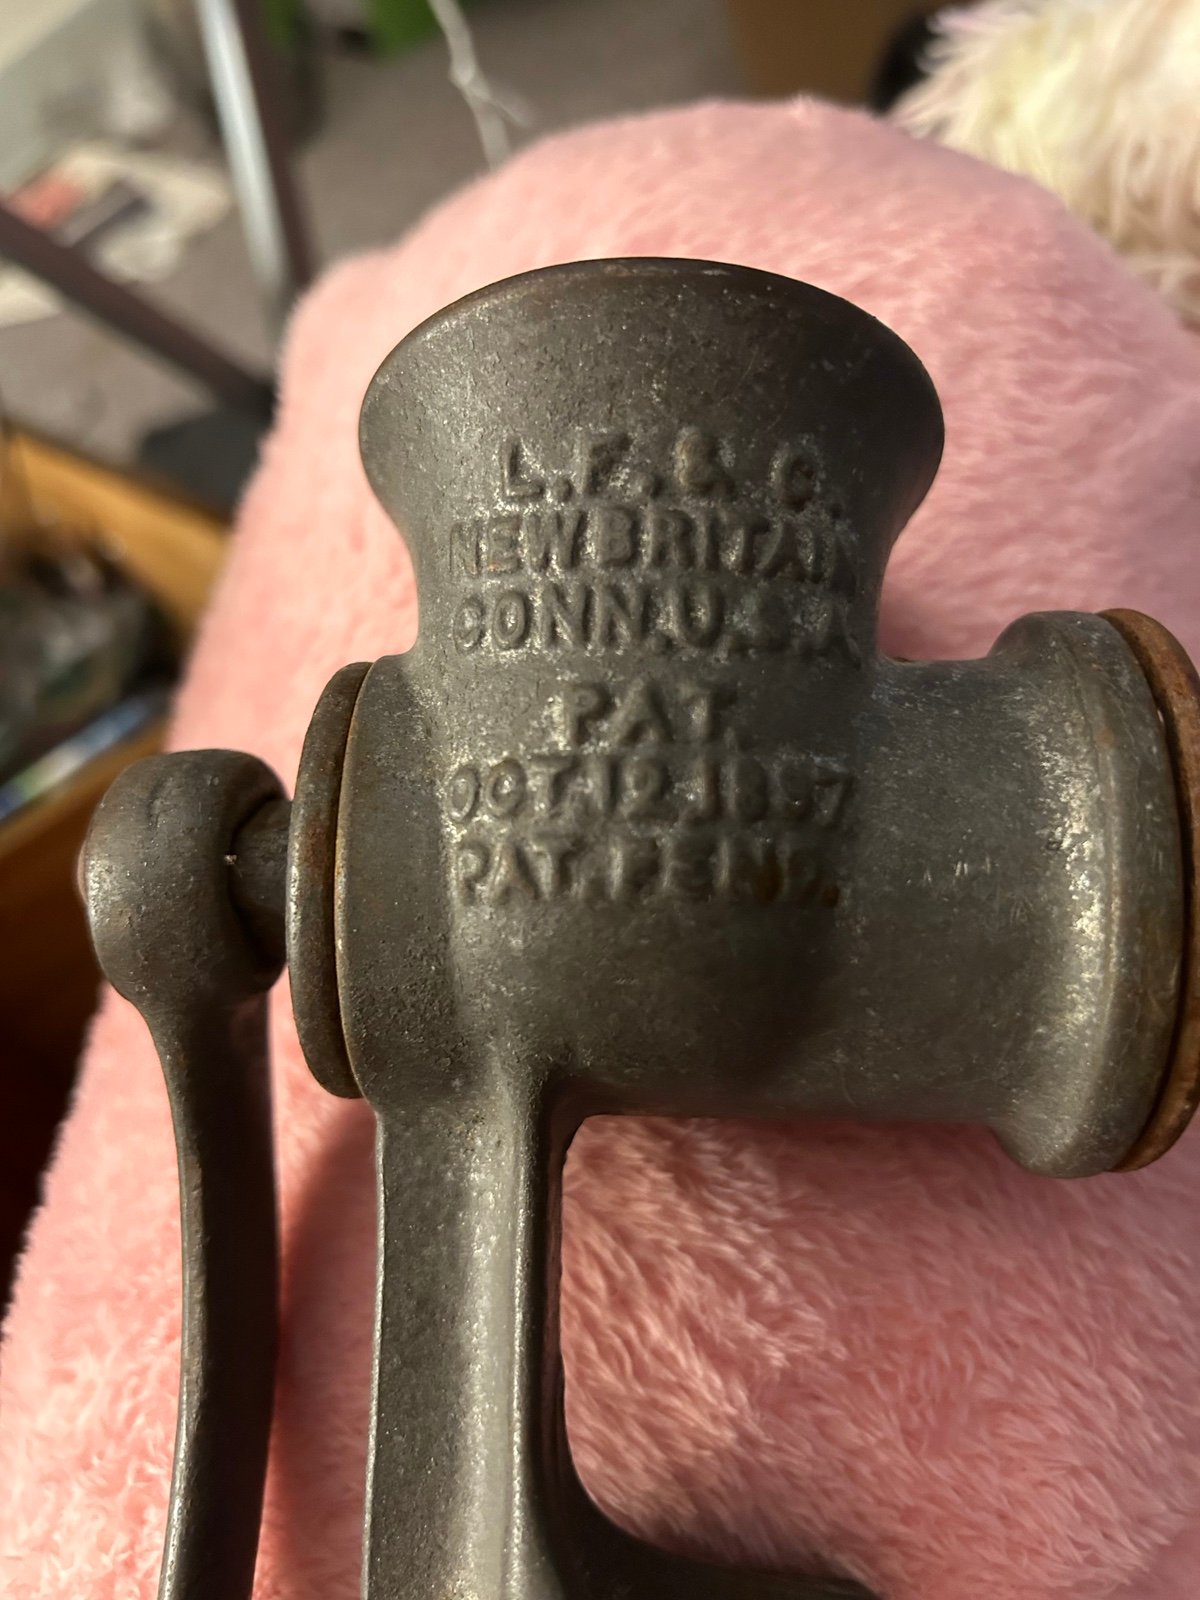 L.F.& C.
NEW BRITAIN
CONN.U.S.A
PAT.
OCT.12.1897
PAT. PEND.